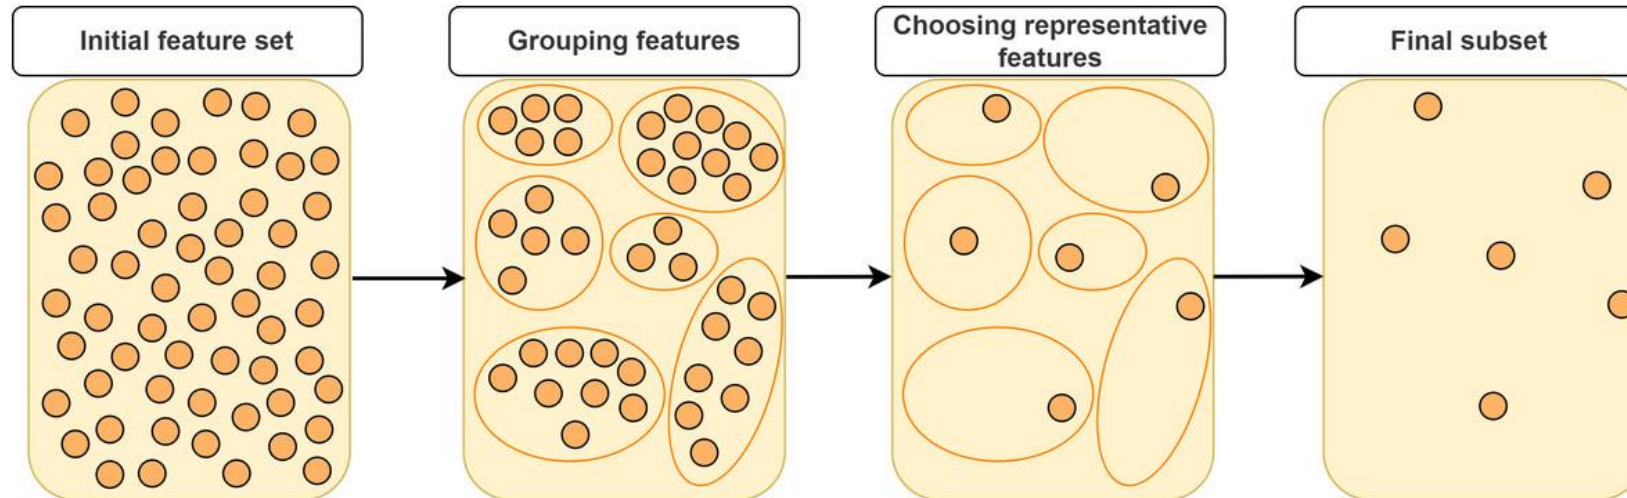 Initial feature set
Grouping features
Choosing representative
features
Final subset